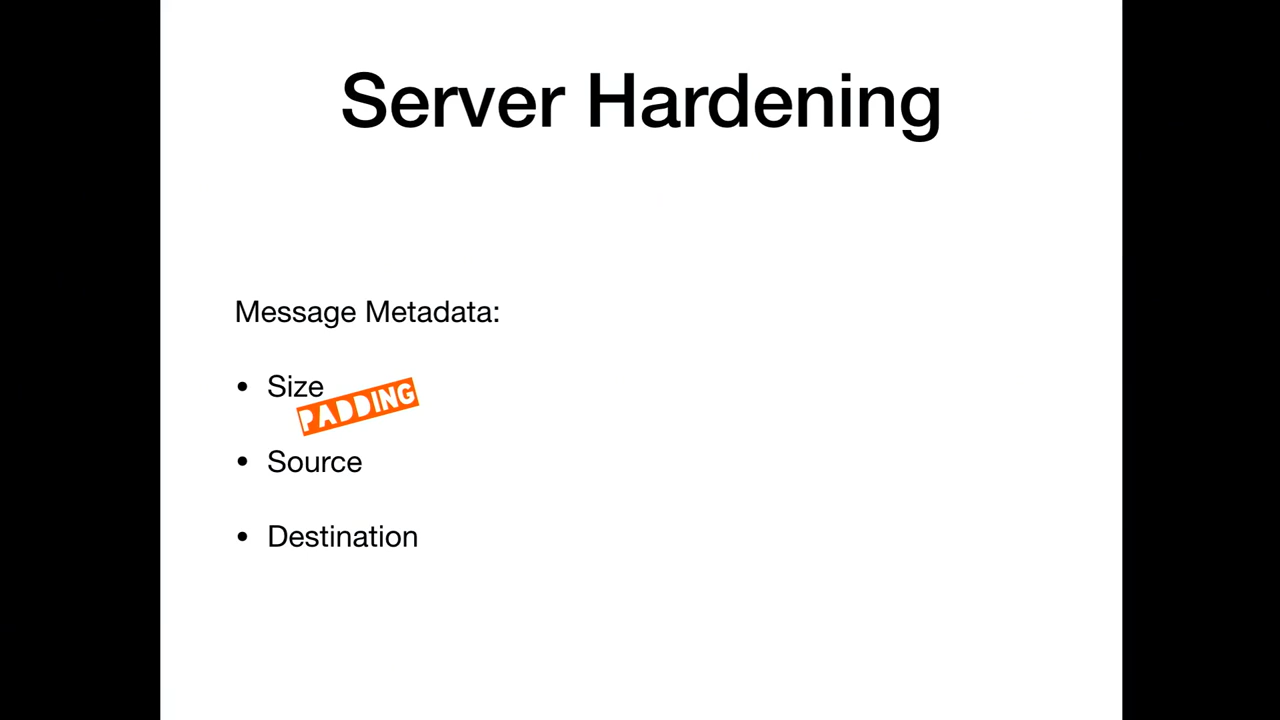 Server Hardening
Message Metadata:
• Size
PADDING
• Source
• Destination